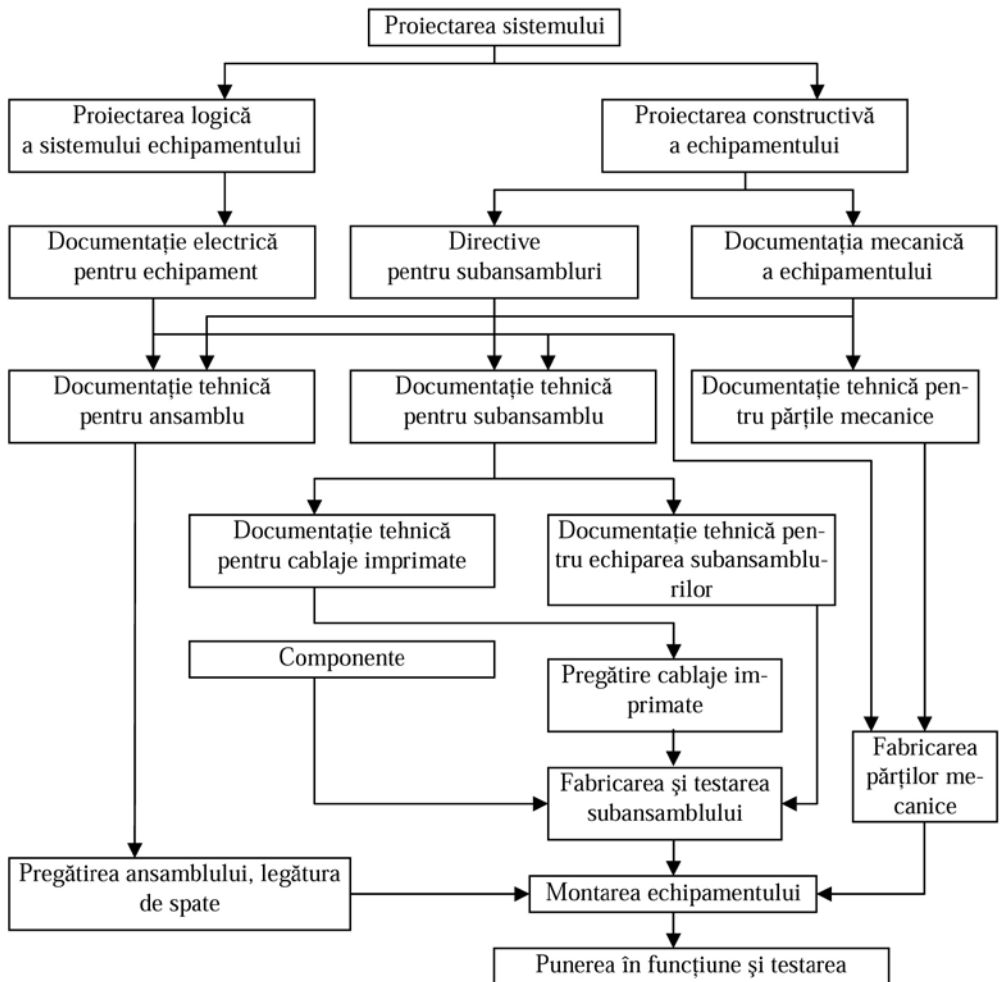 Proiectarea sistemului
Proiectarea logică
a sistemului echipamentului
Proiectarea constructivă
a echipamentului
Documentație electrică
pentru echipament
Directive
pentru subansambluri
Documentația mecanică
a echipamentului
Documentație tehnică
pentru ansamblu
Documentație tehnică
pentru subansamblu
Documentație tehnică pen-
tru părțile mecanice
Documentație tehnică
pentru cablaje imprimate
Documentație tehnică pen-
tru echiparea subansamblu-
rilor
Componente
Pregătire cablaje im-
primate
Fabricarea și testarea
subansamblului
Fabricarea
părților me-
canice
Pregătirea ansamblului, legătura
de spate
Montarea echipamentului
Punerea în funcțiune și testarea